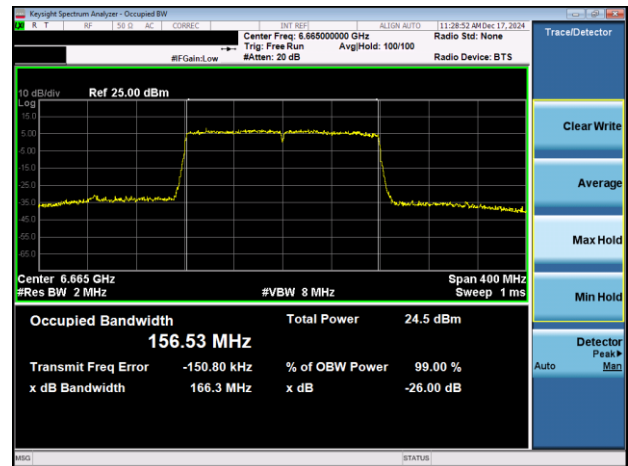 Keysight Spectrum Analyzer - Occupied BW
R T RF 50 Ω AC CORREC INT REF ALIGN AUTO 11:28:52 AM Dec 17, 2024
Center Freq: 6.665000000 GHz Radio Std: None
Trig: Free Run Avg|Hold: 100/100
#IFGain:Low #Atten: 20 dB Radio Device: BTS
Trace/Detector
10 dB/div Ref 25.00 dBm
Log
15.0
5.00
-5.00
-15.0
-25.0
-35.0
-45.0
-55.0
-65.0
Center 6.665 GHz Span 400 MHz
#Res BW 2 MHz #VBW 8 MHz Sweep 1 ms
Occupied Bandwidth Total Power 24.5 dBm
156.53 MHz
Transmit Freq Error -150.80 kHz % of OBW Power 99.00 %
x dB Bandwidth 166.3 MHz x dB -26.00 dB
Clear Write
Average
Max Hold
Min Hold
Detector
Peak▶
Auto Man
MSG STATUS